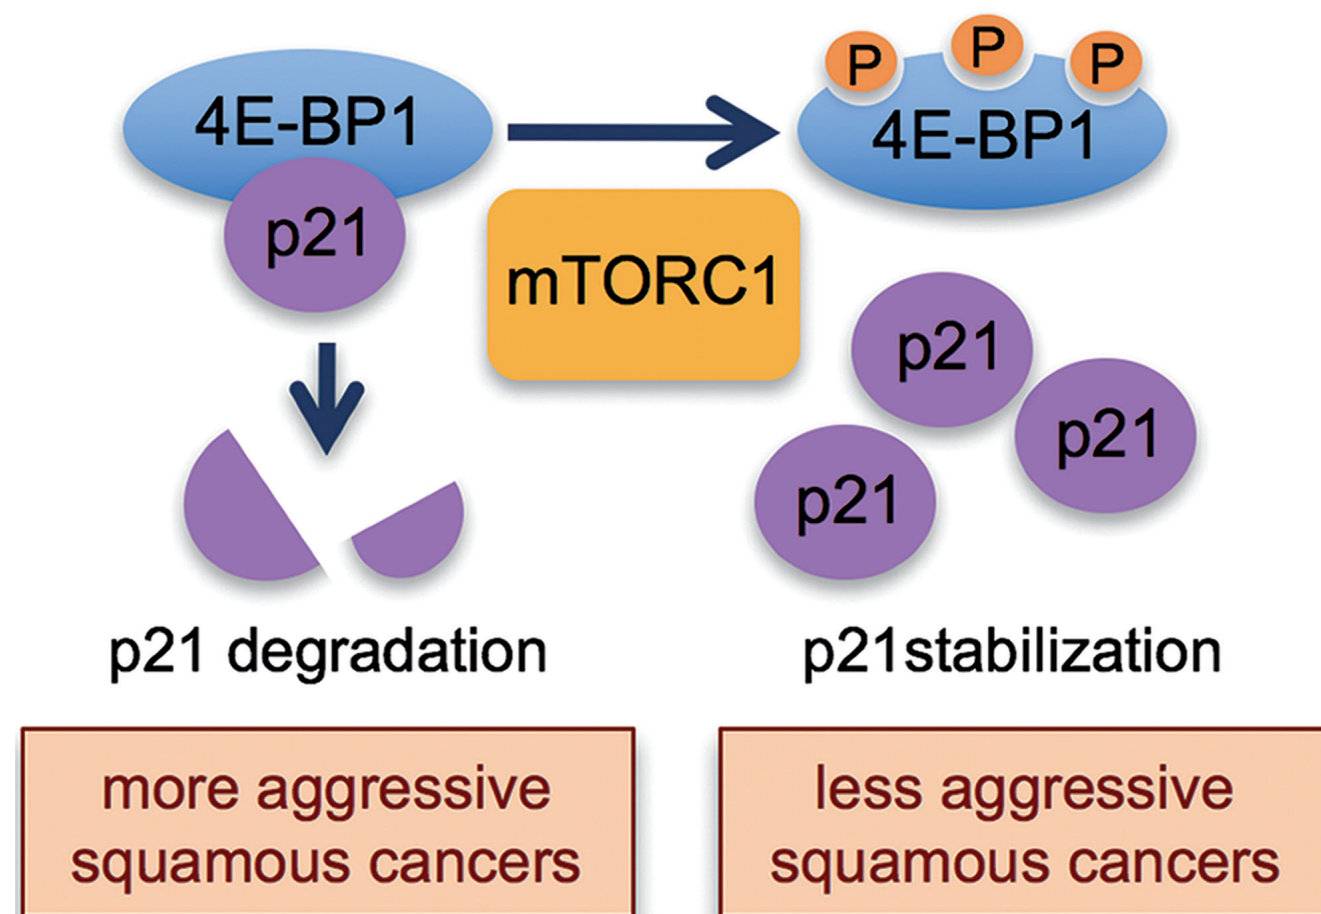 4E-BP1
p21
mTORC1
P
P
P
4E-BP1
p21
p21
p21
p21 degradation
p21stabilization
more aggressive
squamous cancers
less aggressive
squamous cancers